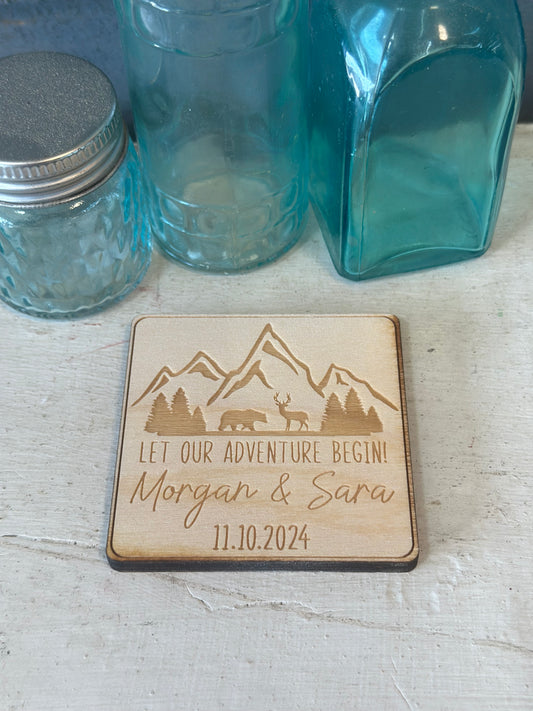 LET OUR ADVENTURE BEGIN!
Morgan & Sara
11.10.2024